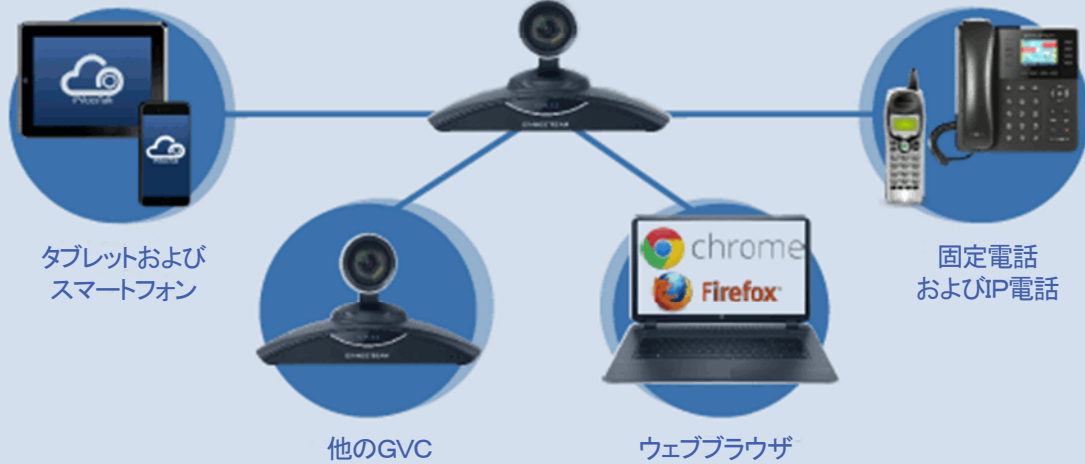 タブレットおよび
スマートフォン
固定電話
およびIP電話
chrome
Firefox
他のGVC
ウェブブラウザ